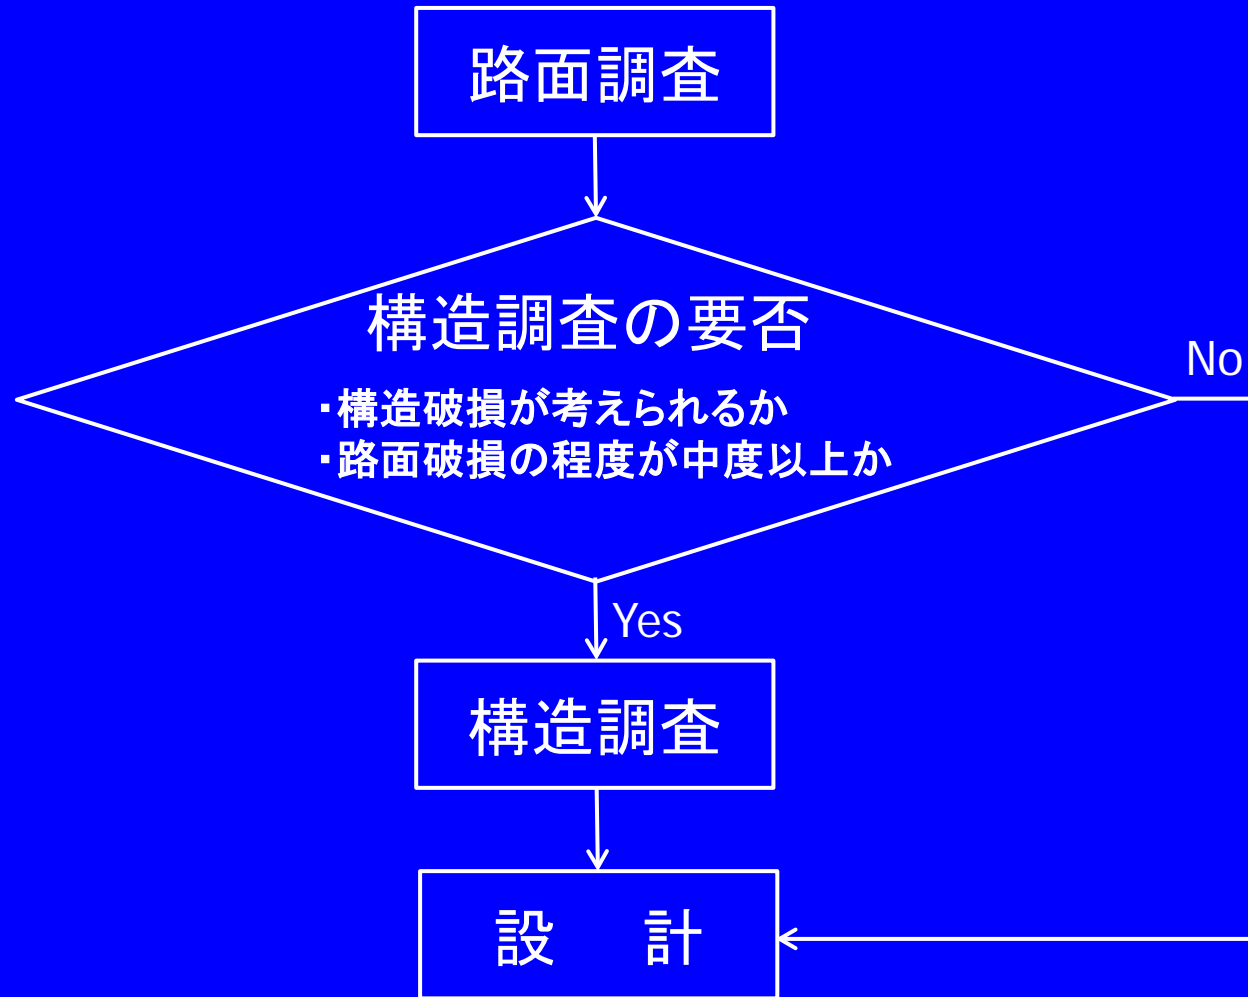 路面調査
構造調査の要否
・構造破損が考えられるか
・路面破損の程度が中度以上か
No
Yes
構造調査
設　計